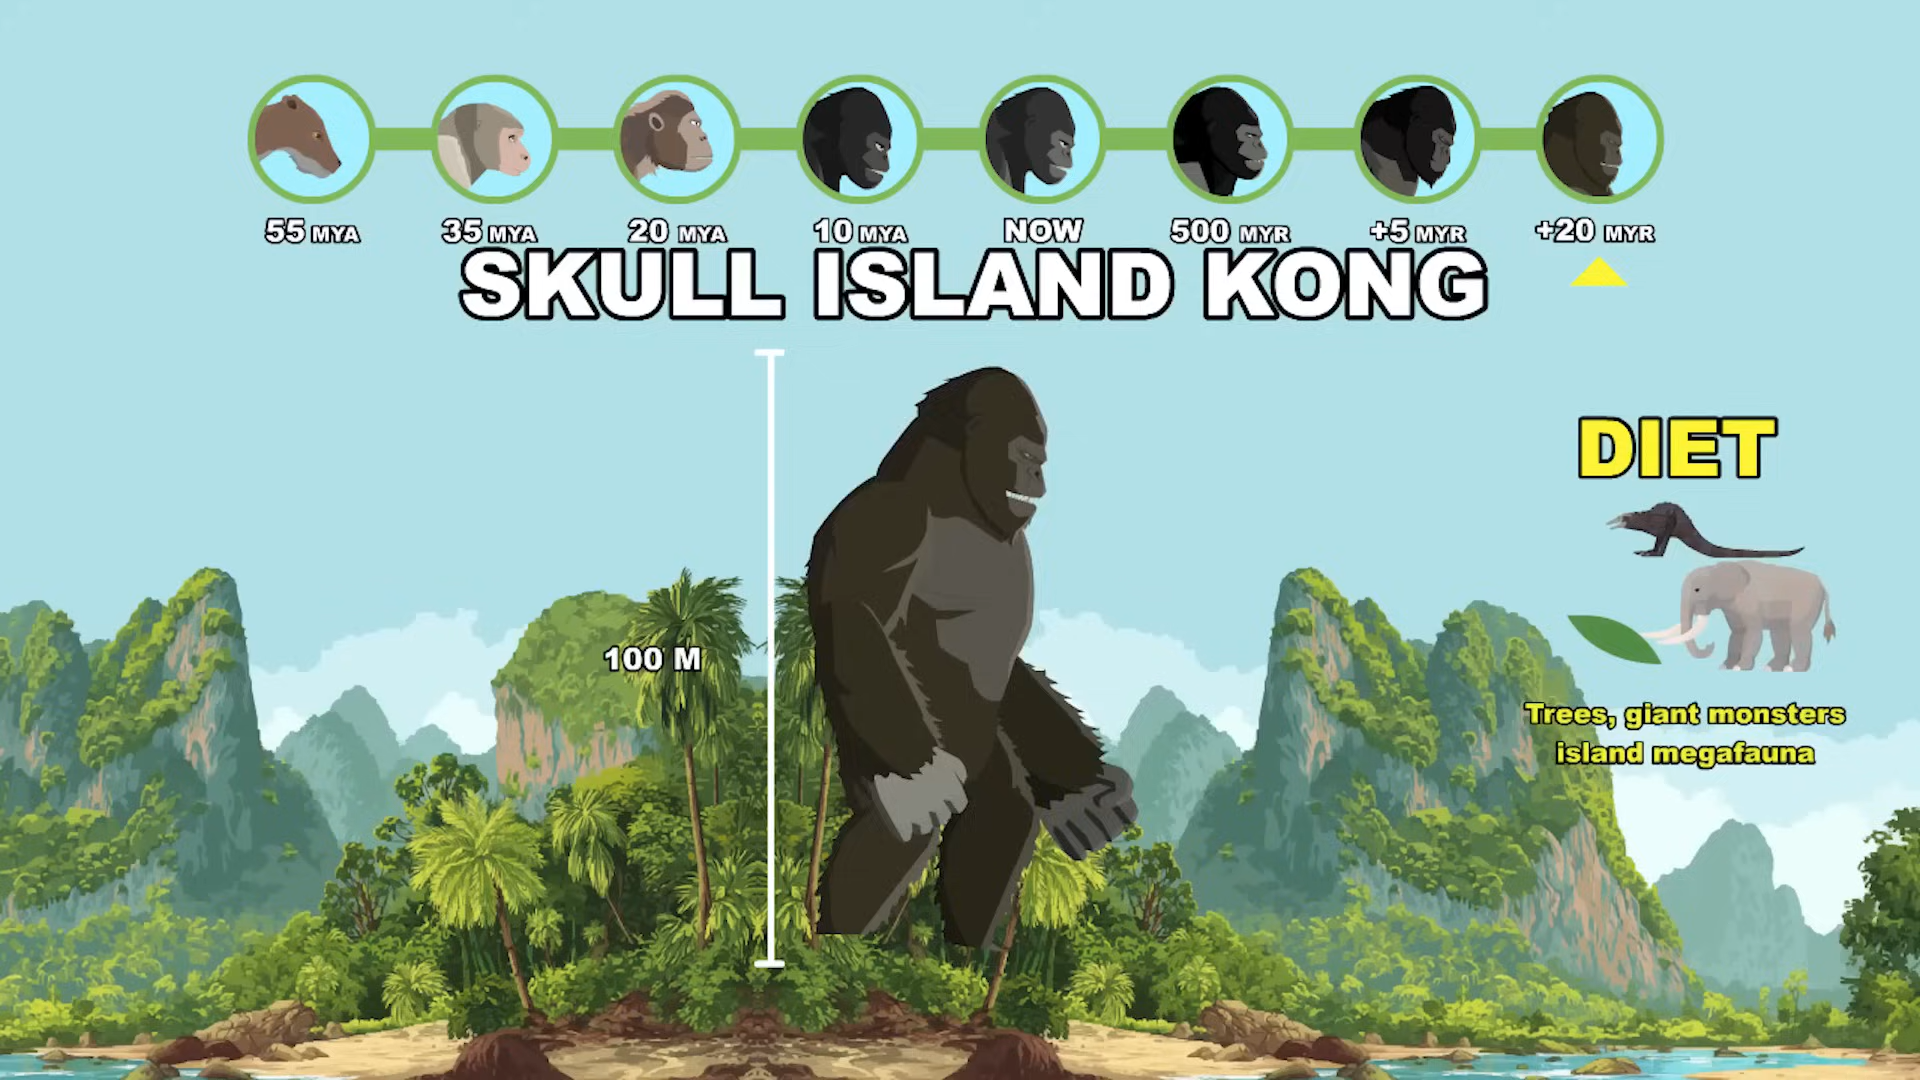 55 MYA 35 MYA 20 MYA 10 MYA NOW 500 MYR +5 MYR +20 MYR
SKULL ISLAND KONG
DIET
100 M
Trees, giant monsters
island megafauna